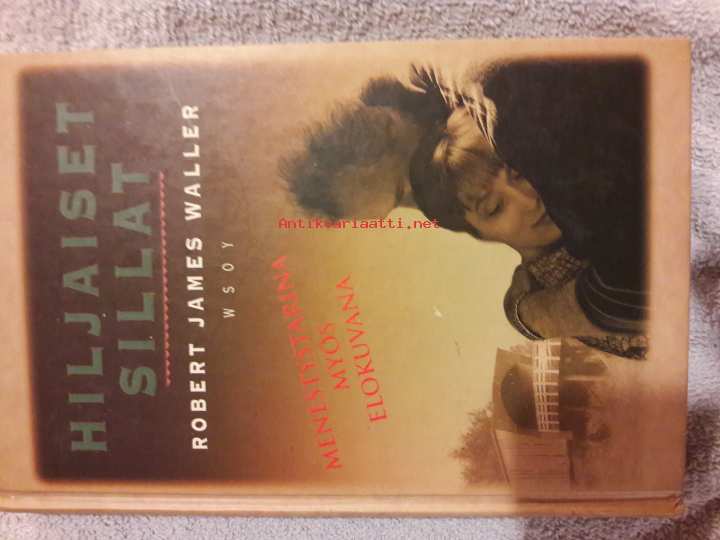 HILJAISET
SILLAT
ROBERT JAMES WALLER
WSOY
MENESTYSTARINA
MYÖS
ELOKUVANA
Antikvariaatti.net